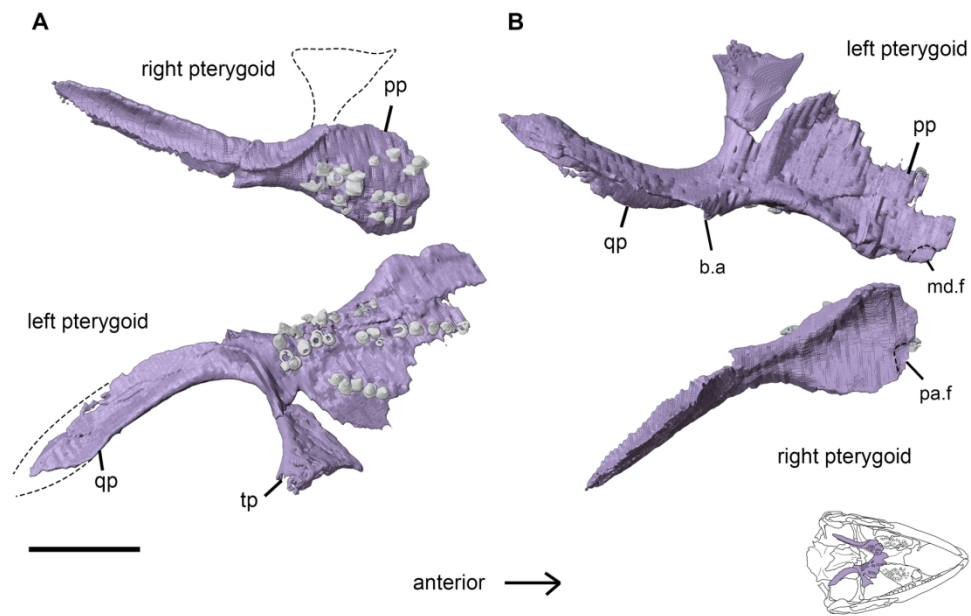 A
right pterygoid
pp
left pterygoid
qp
tp
B
left pterygoid
pp
qp
b.a
md.f
pa.f
right pterygoid
anterior